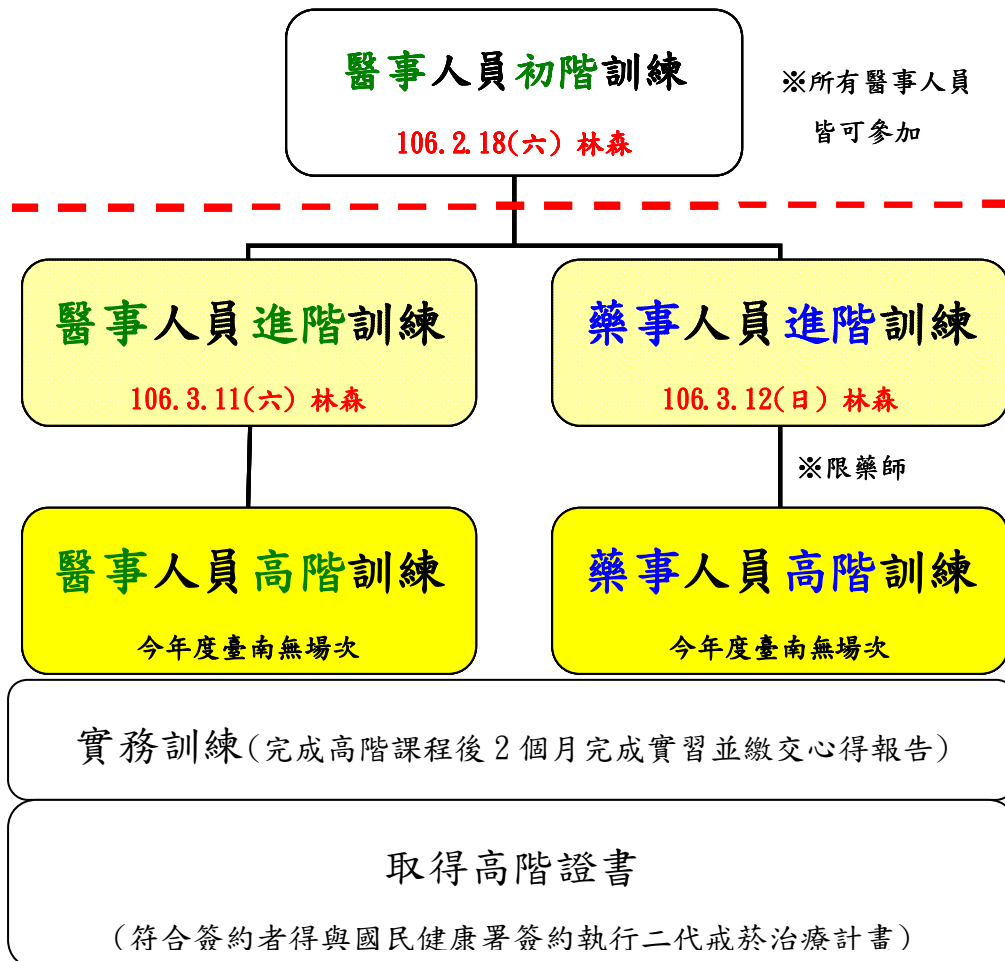 醫事人員初階訓練
106.2.18(六) 林森
※所有醫事人員
皆可參加
醫事人員進階訓練
106.3.11(六) 林森
藥事人員進階訓練
106.3.12(日) 林森
※限藥師
醫事人員高階訓練
今年度臺南無場次
藥事人員高階訓練
今年度臺南無場次
實務訓練(完成高階課程後 2 個月完成實習並繳交心得報告)
取得高階證書
(符合簽約者得與國民健康署簽約執行二代戒菸治療計書)